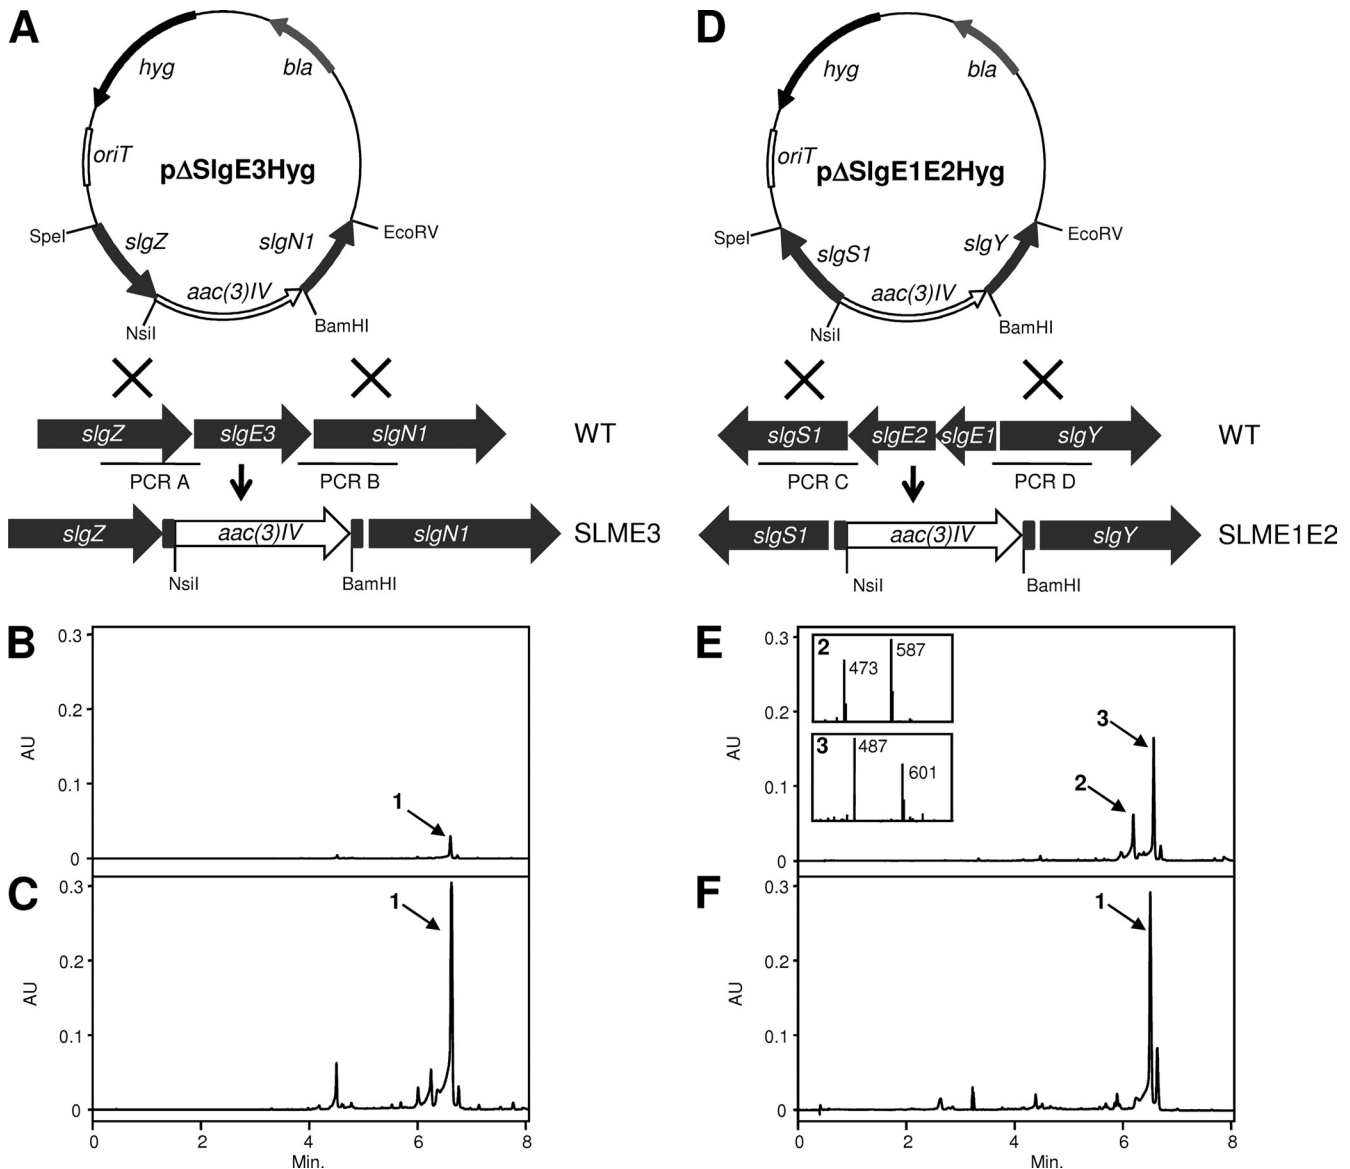 A
hyg
bla
oriT
pΔSlgE3Hyg
SpeI
slgZ
slgN1
EcoRV
aac(3)IV
NsiI
BamHI
slgZ
slgE3
slgN1
WT
PCR A
PCR B
slgZ
aac(3)IV
slgN1
SLME3
NsiI
BamHI
D
hyg
bla
oriT
pΔSlgE1E2Hyg
SpeI
slgS1
slgY
EcoRV
aac(3)IV
NsiI
BamHI
slgS1
slgE2
slgE1
slgY
WT
PCR C
PCR D
slgS1
aac(3)IV
slgY
SLME1E2
NsiI
BamHI
B
0.3
0.2
0.1
0
AU
1
C
0.3
0.2
0.1
0
AU
1
0 2 4 6 8
Min.
E
0.3
0.2
0.1
0
AU
2
473
587
3
487
601
2
3
F
0.3
0.2
0.1
0
AU
1
0 2 4 6 8
Min.